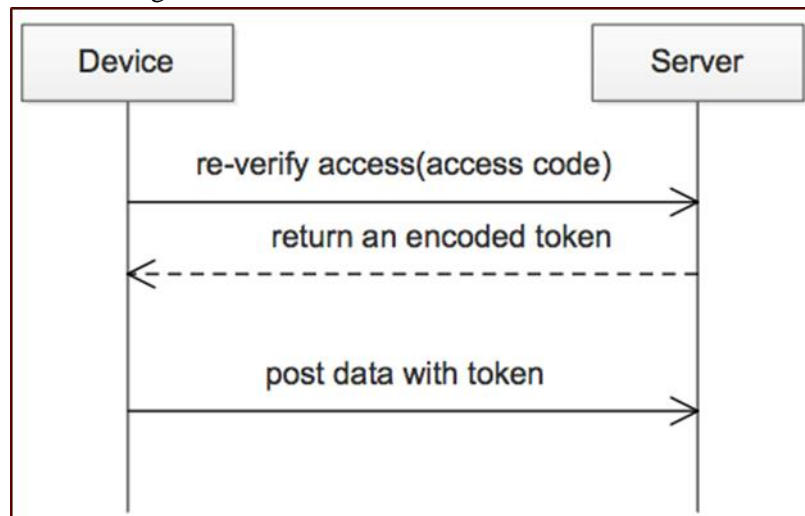 Device
Server
re-verify access(access code)
return an encoded token
post data with token